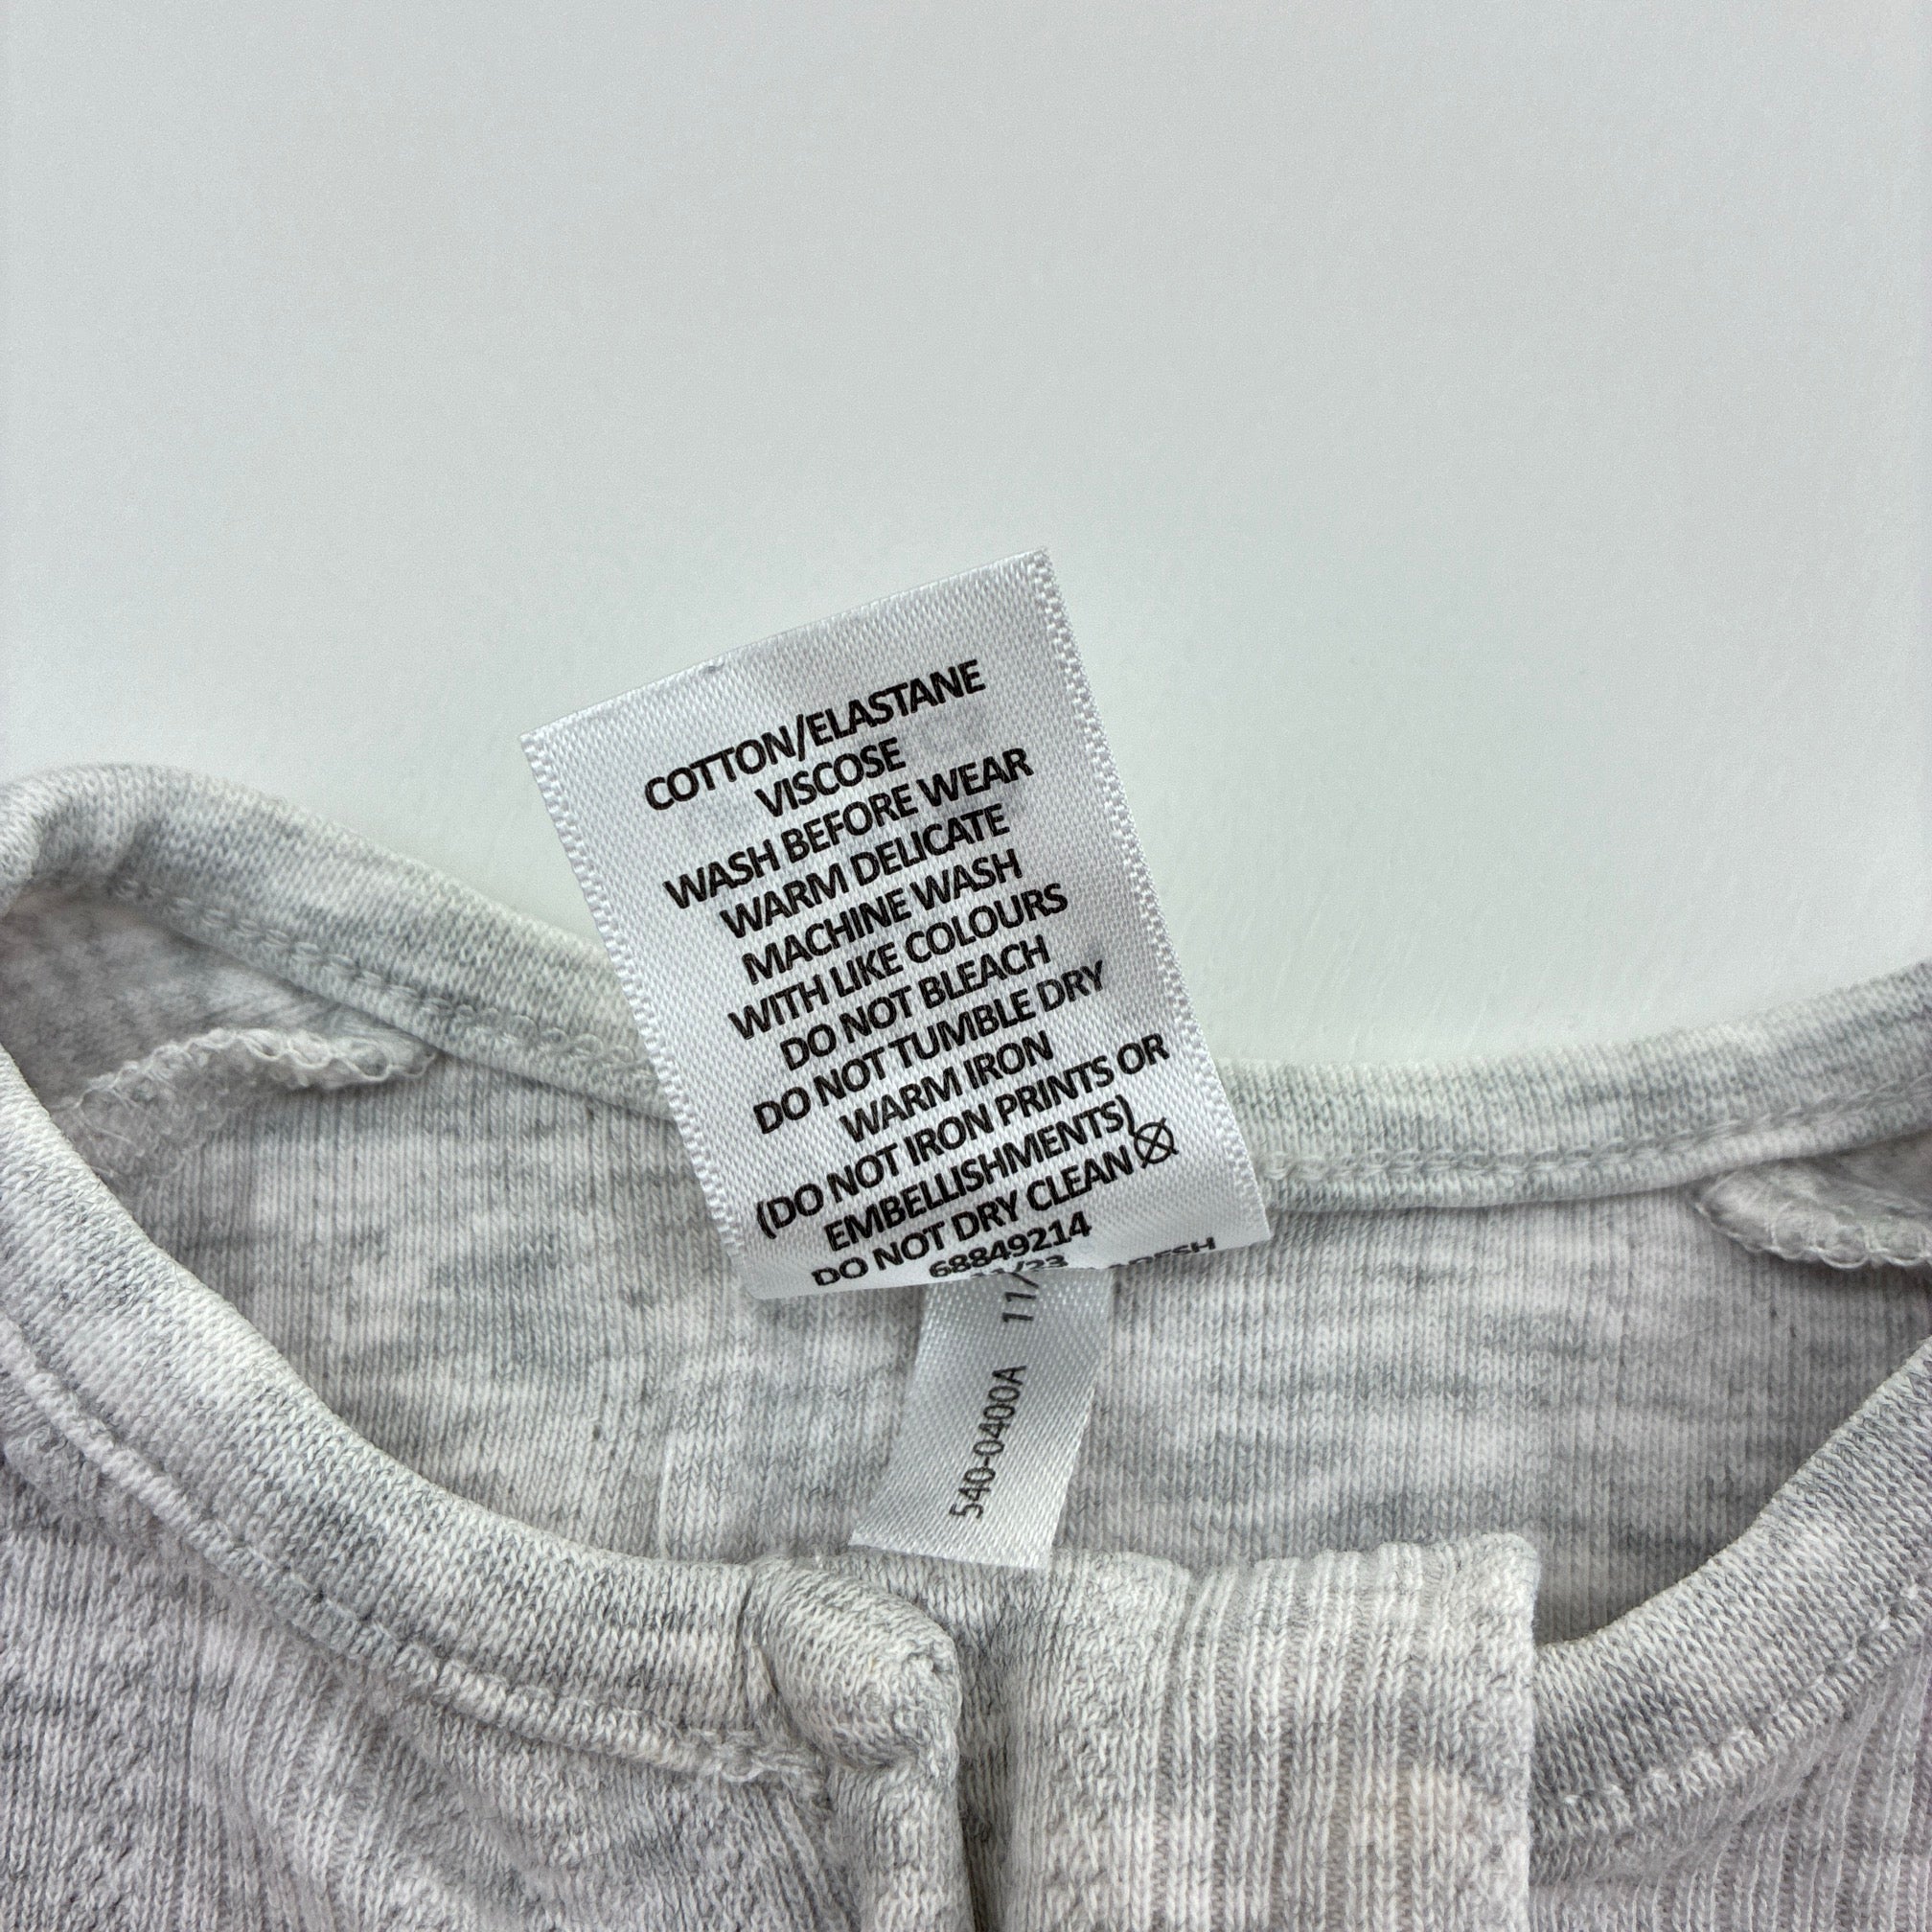 COTTON/ELASTANE
VISCOSE
WASH BEFORE WEAR
WARM DELICATE
MACHINE WASH
WITH LIKE COLOURS
DO NOT BLEACH
DO NOT TUMBLE DRY
WARM IRON
(DO NOT IRON PRINTS OR
EMBELLISHMENTS)
DO NOT DRY CLEAN
68849214
540-0400A 11/